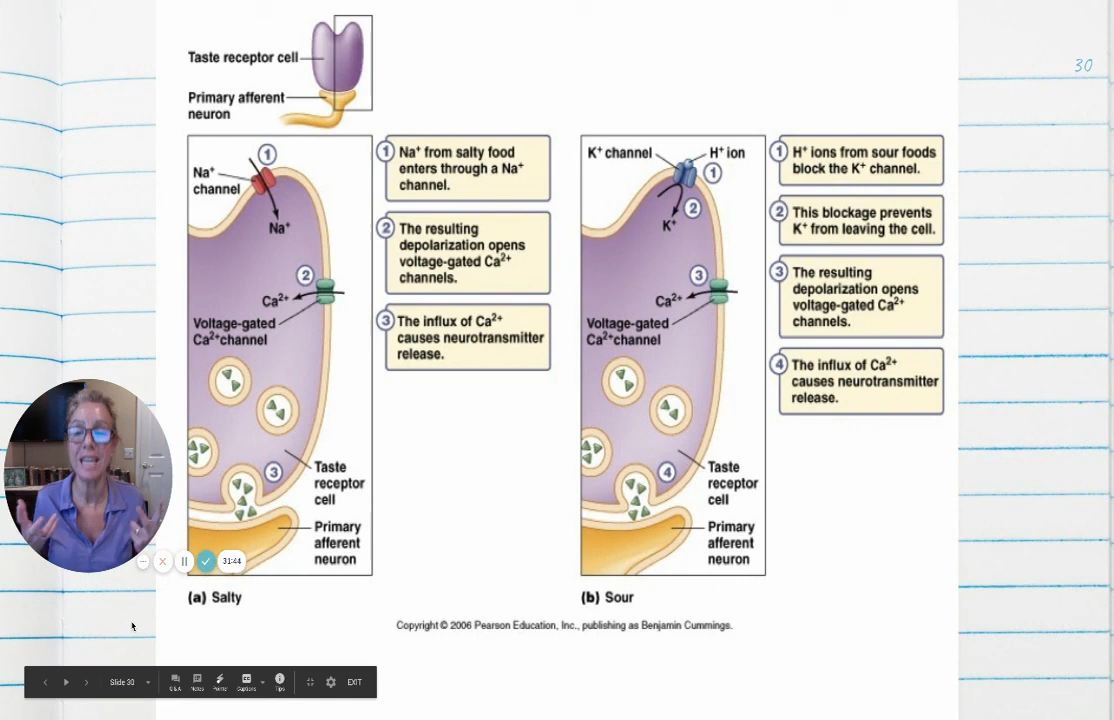 30
Taste receptor cell
Primary afferent
neuron
1
Na⁺
channel
Na⁺
2
Ca²⁺
Voltage-gated
Ca²⁺channel
3
Taste
receptor
cell
Primary
afferent
neuron
(a) Salty
1 Na⁺ from salty food
enters through a Na⁺
channel.
2 The resulting
depolarization opens
voltage-gated Ca²⁺
channels.
3 The influx of Ca²⁺
causes neurotransmitter
release.
K⁺ channel
H⁺ ion
1
2
K⁺
3
Ca²⁺
Voltage-gated
Ca²⁺channel
4
Taste
receptor
cell
Primary
afferent
neuron
(b) Sour
1 H⁺ ions from sour foods
block the K⁺ channel.
2 This blockage prevents
K⁺ from leaving the cell.
3 The resulting
depolarization opens
voltage-gated Ca²⁺
channels.
4 The influx of Ca²⁺
causes neurotransmitter
release.
Copyright © 2006 Pearson Education, Inc., publishing as Benjamin Cummings.
31:44
Slide 30
Q & A
Notes
Pointer
Captions
Tips
EXIT